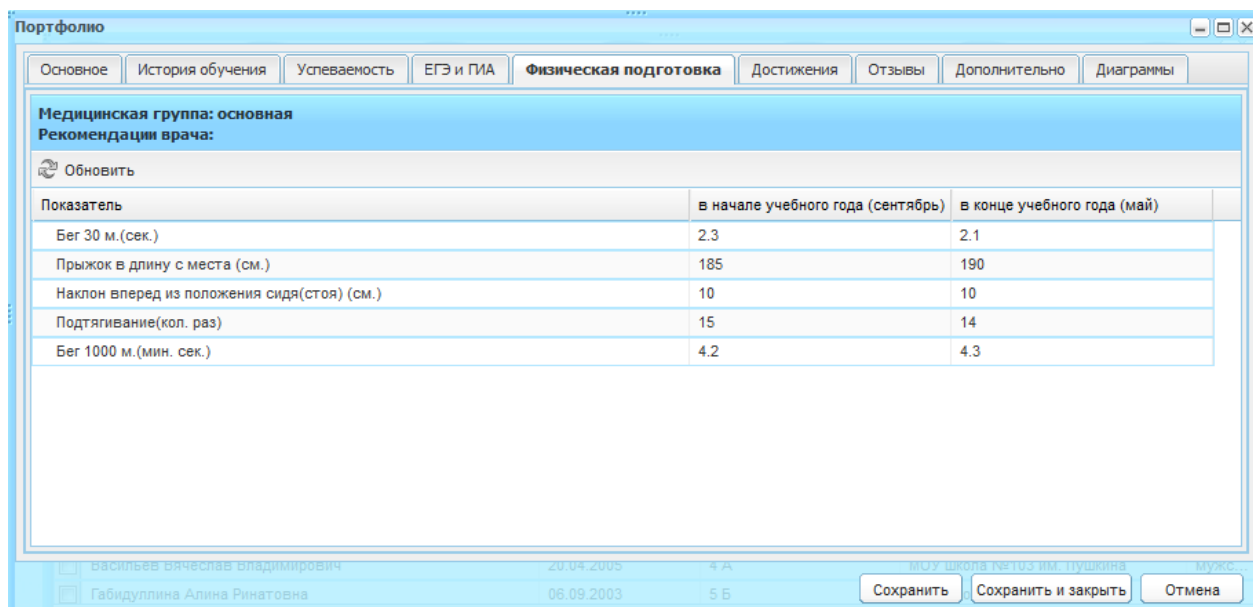 Портфолио
Основное История обучения Успеваемость ЕГЭ и ГИА Физическая подготовка Достижения Отзывы Дополнительно Диаграммы
Медицинская группа: основная
Рекомендации врача:
Обновить
Показатель в начале учебного года (сентябрь) в конце учебного года (май)
Бег 30 м.(сек.) 2.3 2.1
Прыжок в длину с места (см.) 185 190
Наклон вперед из положения сидя(стоя) (см.) 10 10
Подтягивание(кол. раз) 15 14
Бег 1000 м.(мин. сек.) 4.2 4.3
Васильев Вячеслав Владимирович 20.04.2005 4 А МОУ школа №103 им. Пушкина мужс...
Габидуллина Алина Ринатовна 06.09.2003 5 Б
Сохранить Сохранить и закрыть Отмена